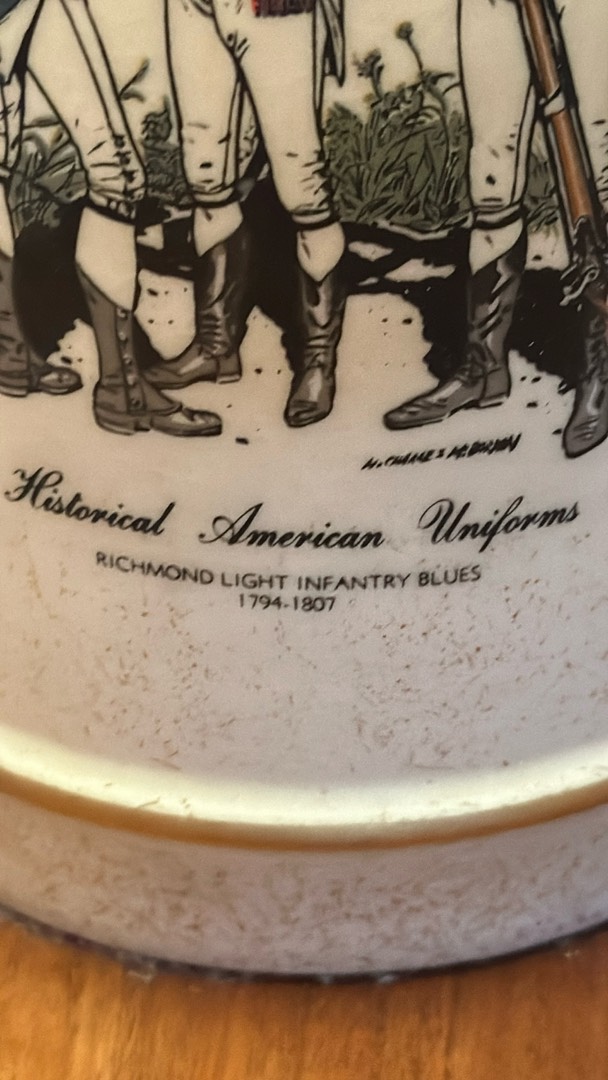 Historical American Uniforms
RICHMOND LIGHT INFANTRY BLUES
1794-1807